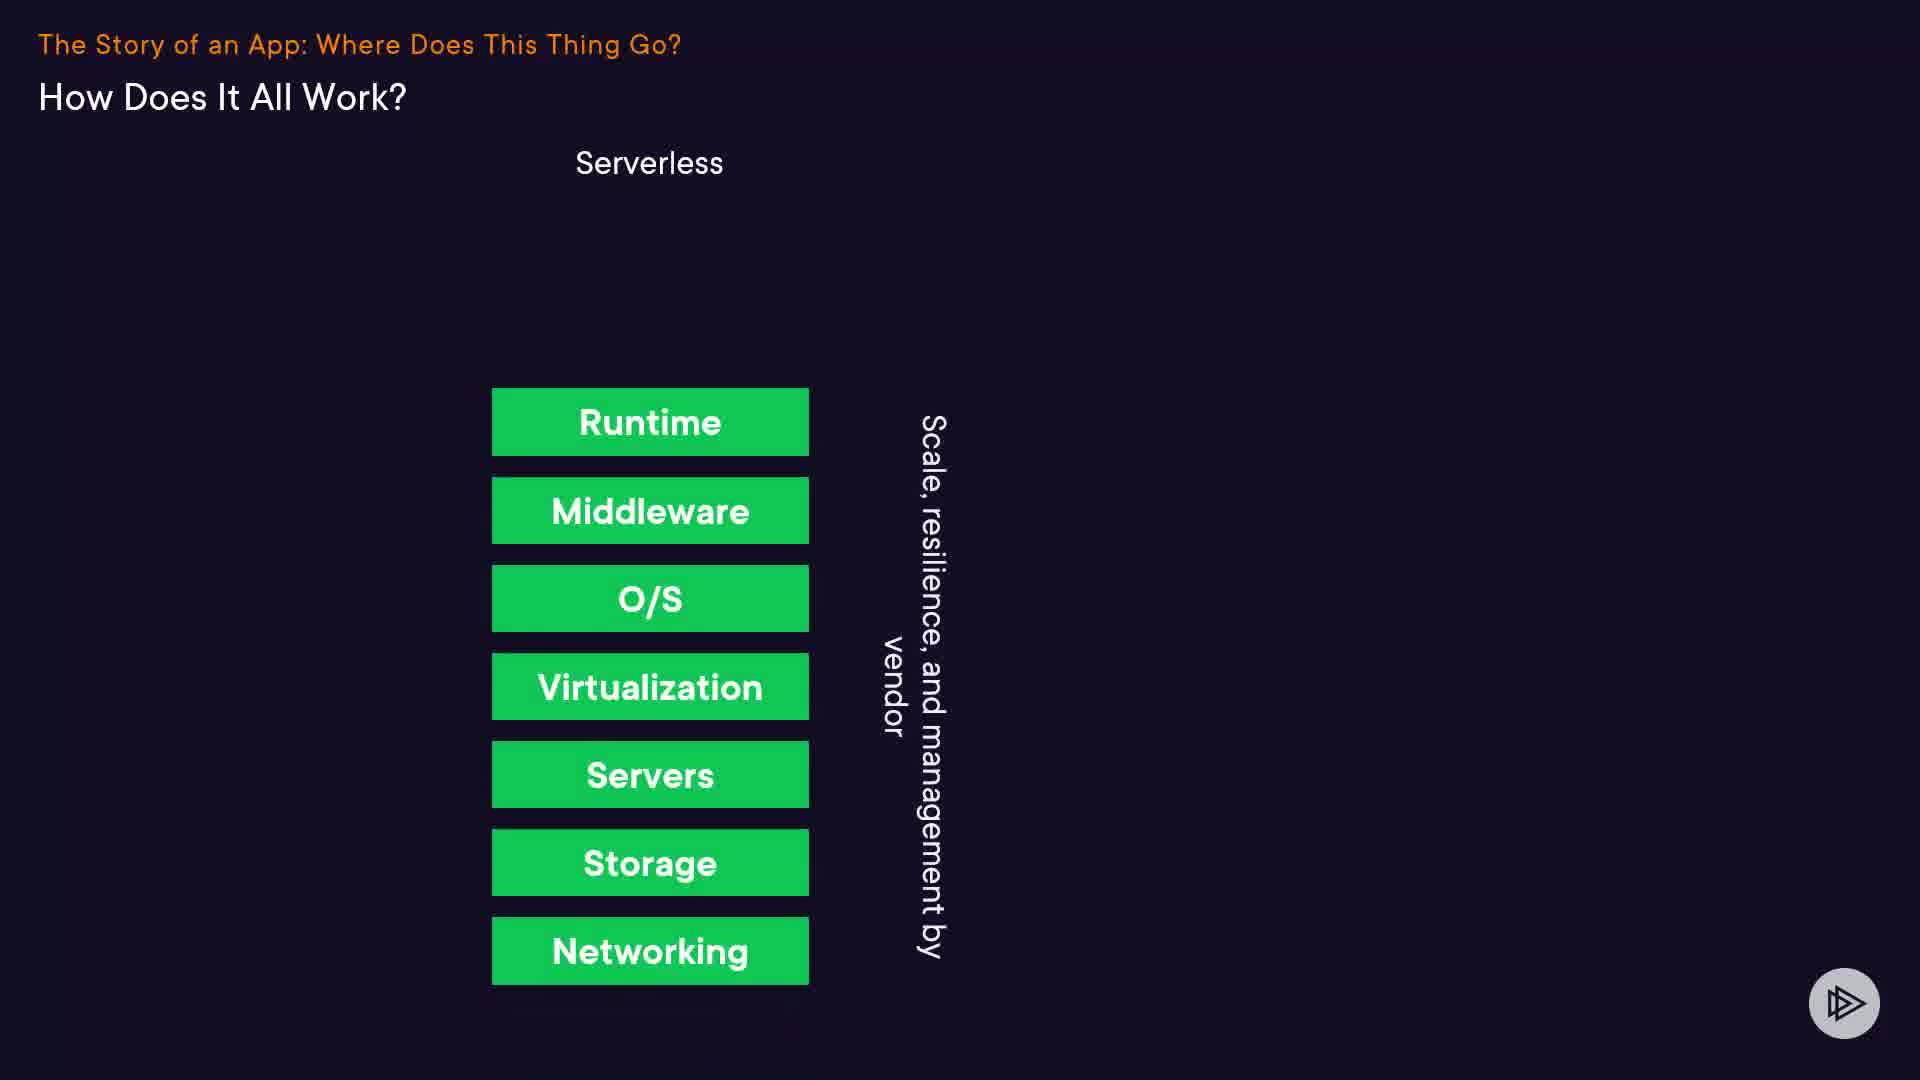 The Story of an App: Where Does This Thing Go?
How Does It All Work?
Serverless
Runtime
Middleware
O/S
Virtualization
Servers
Storage
Networking
Scale, resilience, and management by
vendor